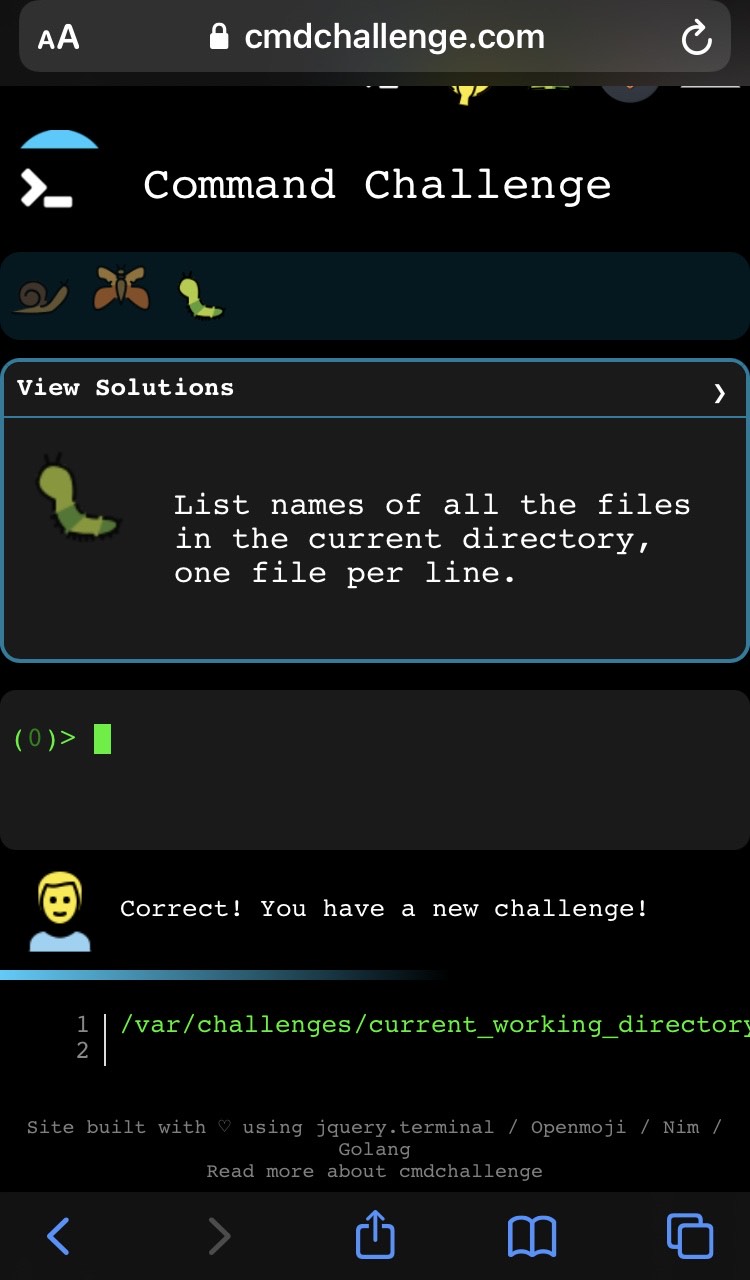 AA cmdchallenge.com
Command Challenge
View Solutions
List names of all the files
in the current directory,
one file per line.
(0)>
Correct! You have a new challenge!
1 /var/challenges/current_working_directory
2
Site built with ♡ using jquery.terminal / Openmoji / Nim /
Golang
Read more about cmdchallenge